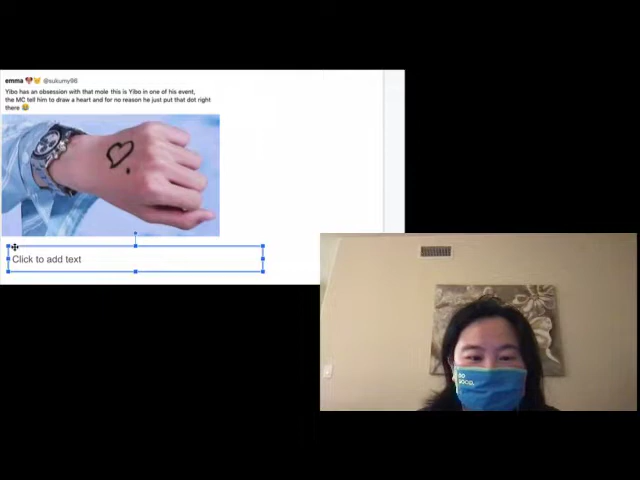 emma @sukumy96
Yibo has an obsession with that mole this is Yibo in one of his event,
the MC tell him to draw a heart and for no reason he just put that dot right
there
Click to add text